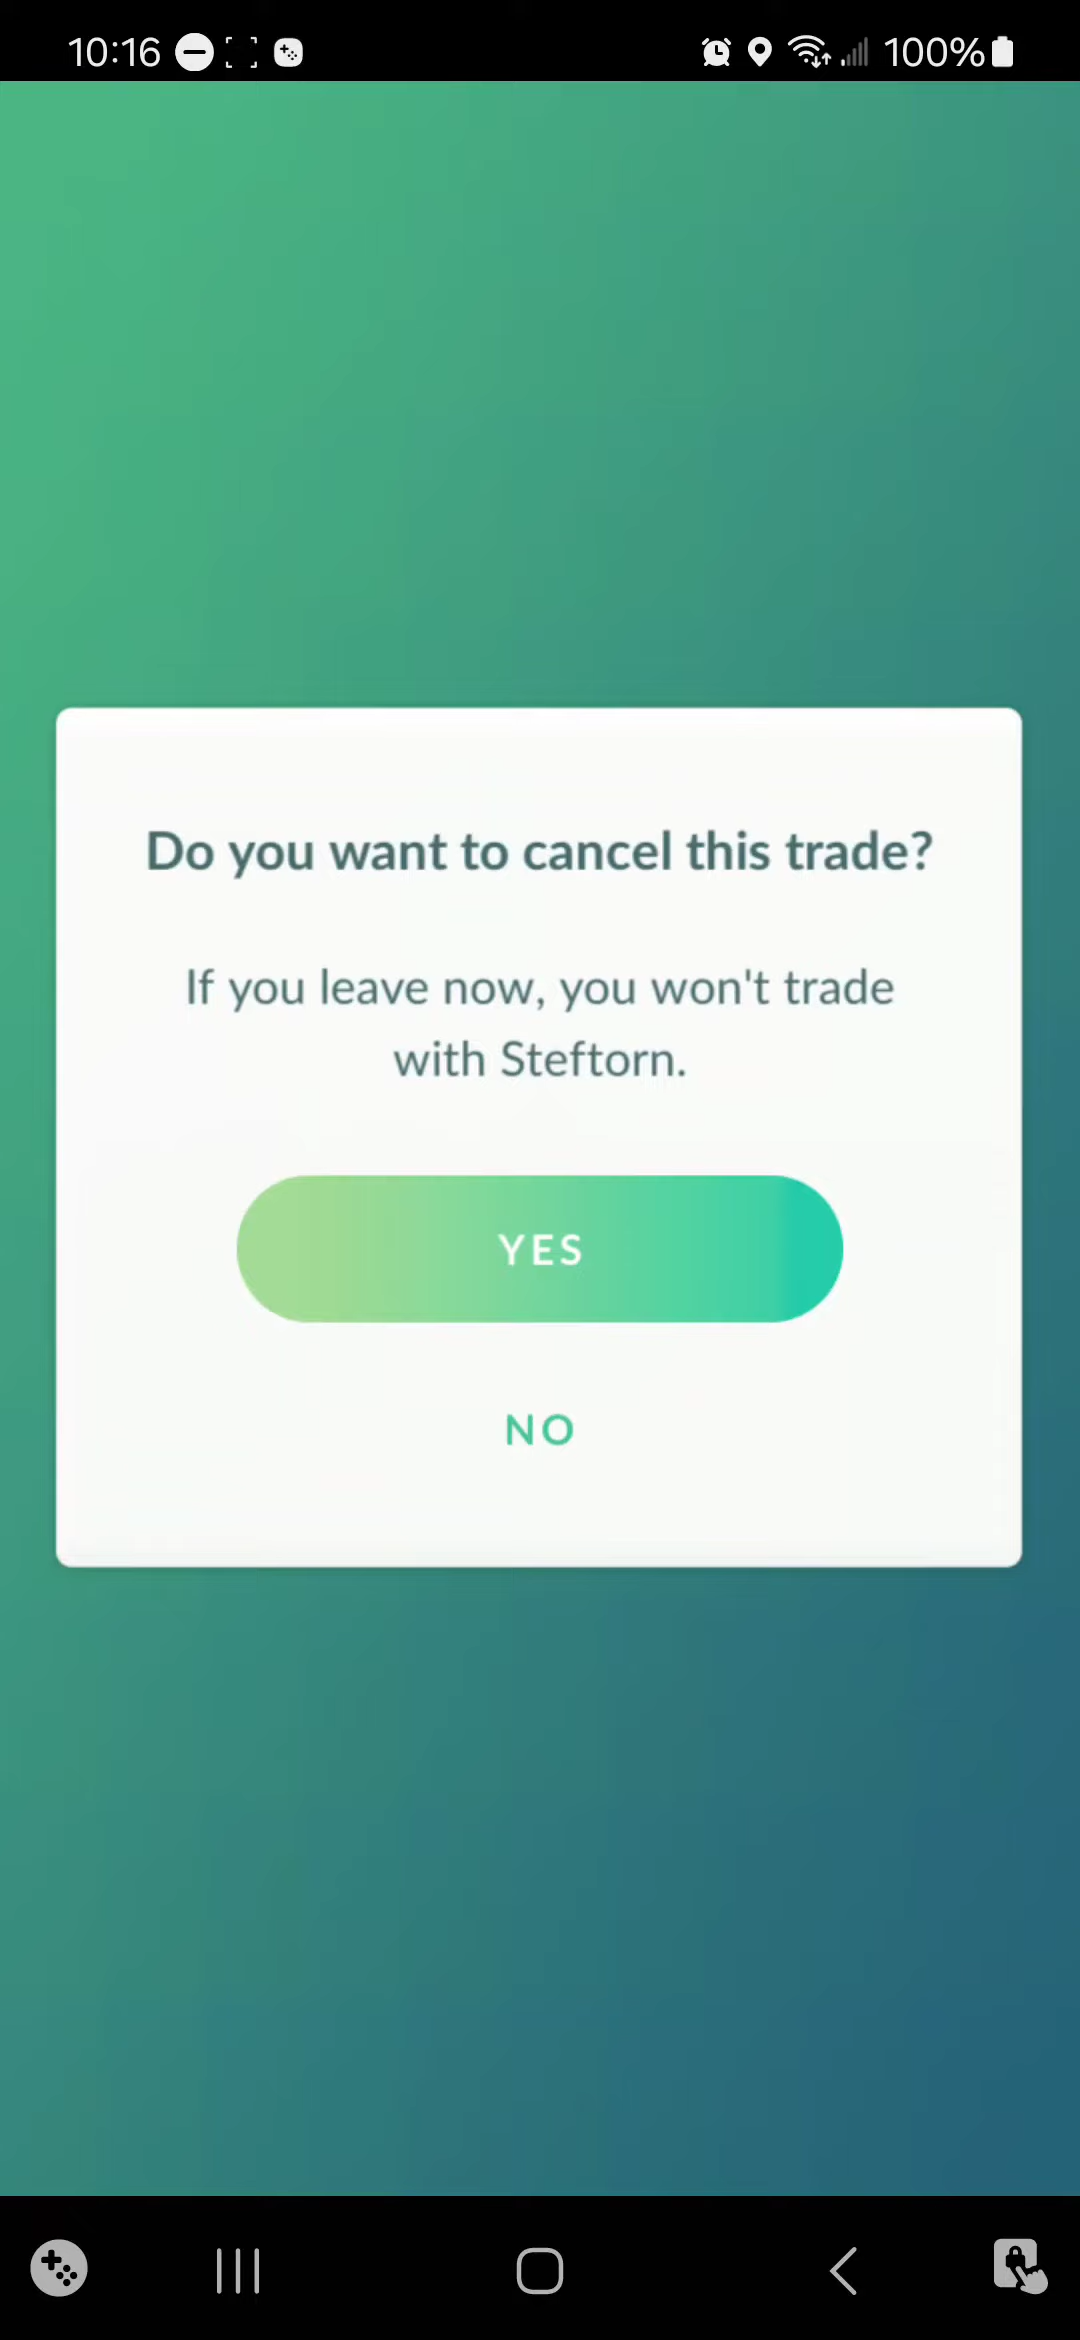 10:16
100%
Do you want to cancel this trade?
If you leave now, you won't trade
with Steftorn.
YES
NO